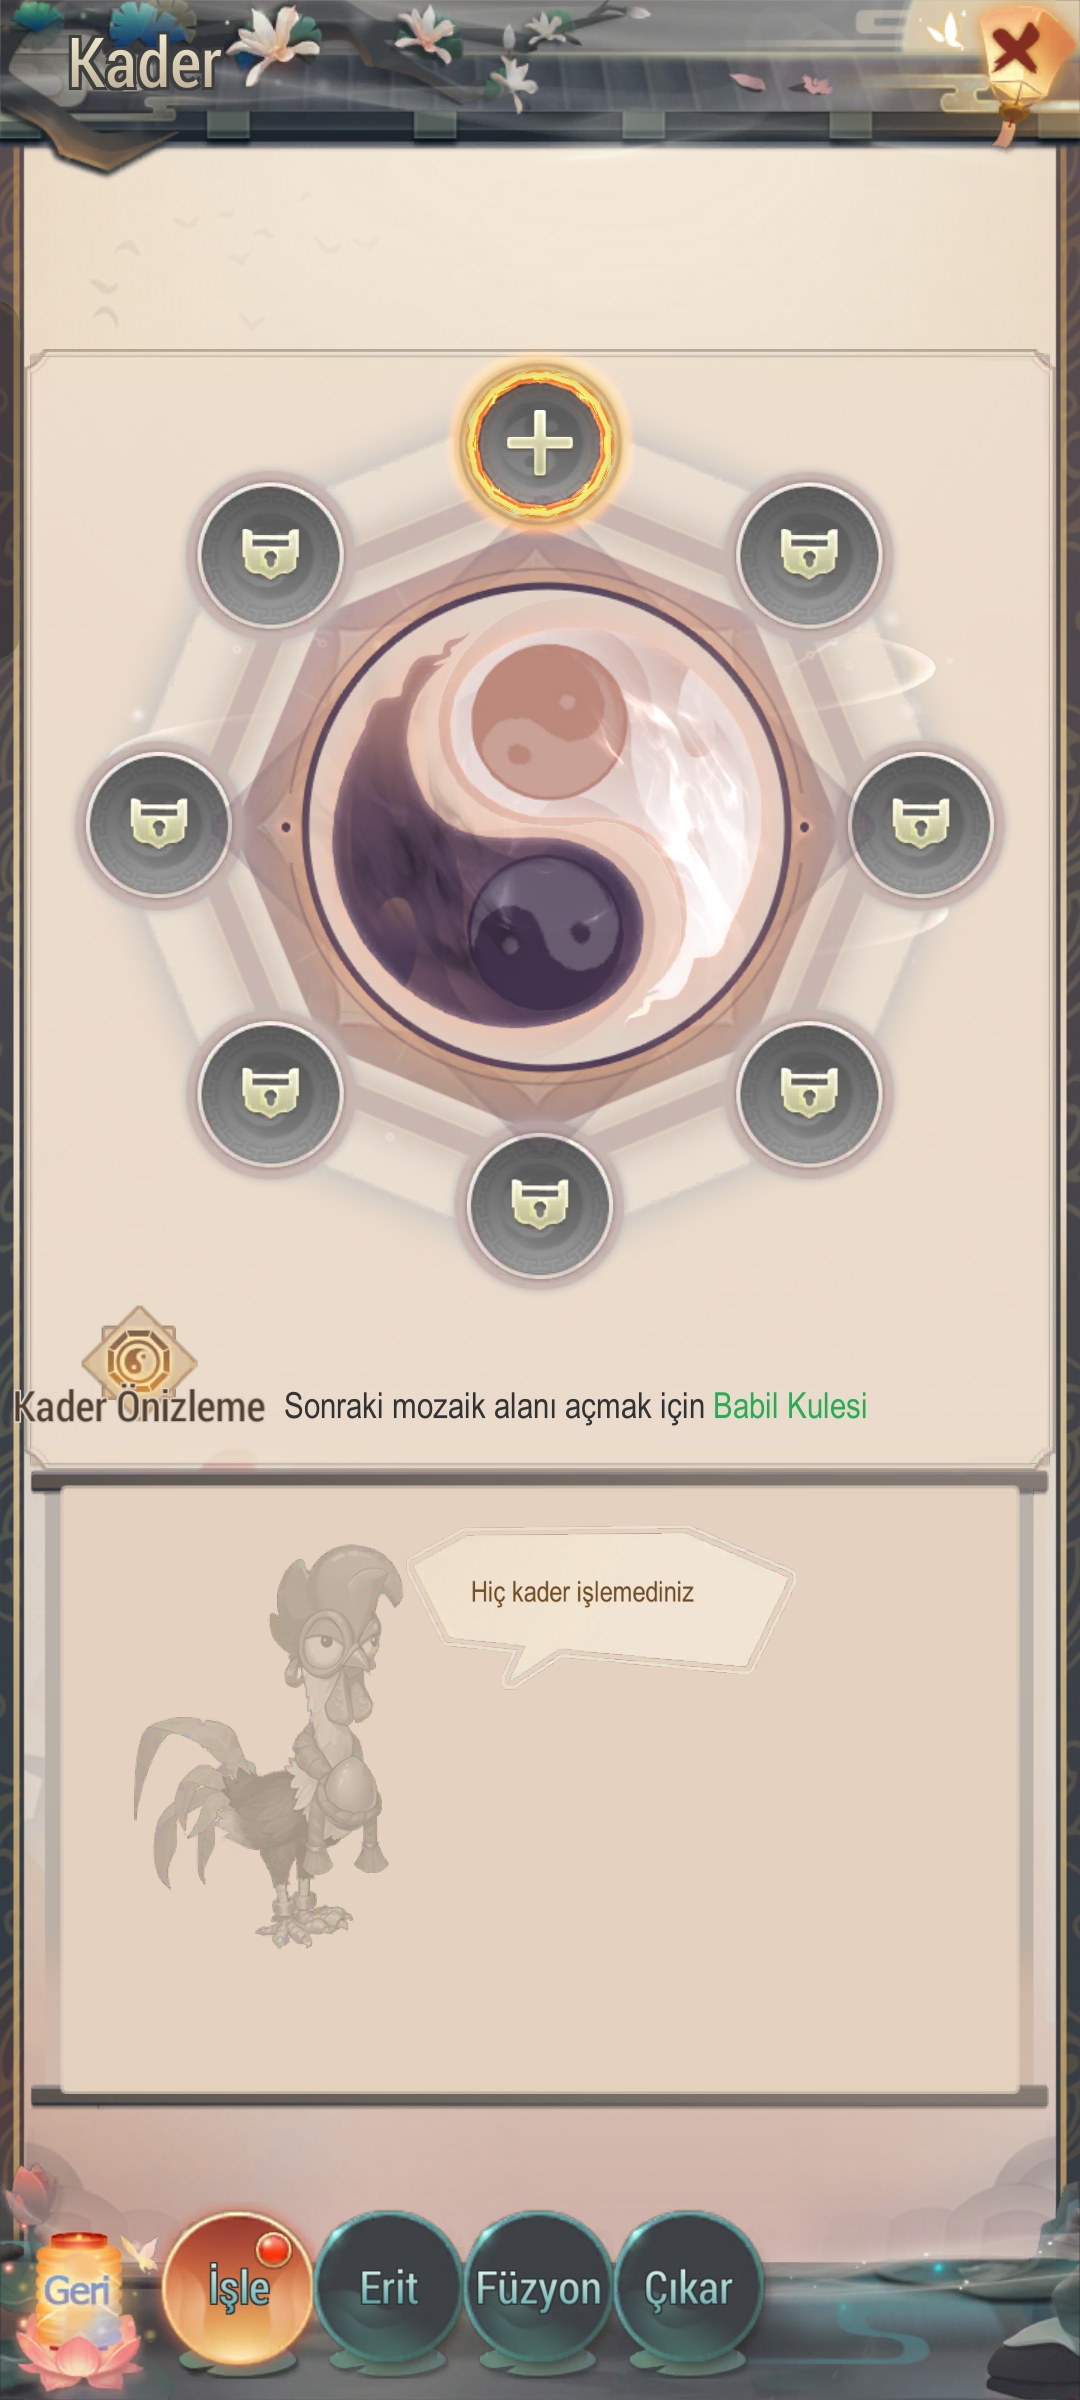 Kader
Kader Önizleme
Sonraki mozaik alanı açmak için Babil Kulesi
Hiç kader işlemediniz
Geri
İşle
Erit
Füzyon
Çıkar